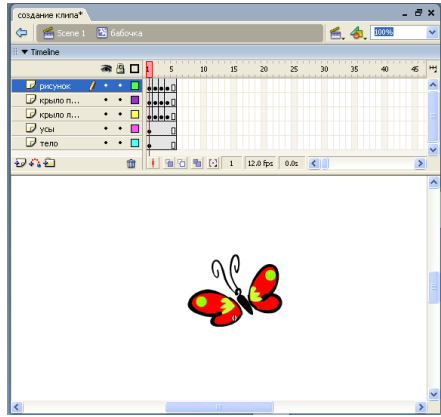 создание клипа*
Scene 1 бабочка 100%
Timeline
1 5 10 15 20 25 30 35 40 45
рисунок
крыло п...
крыло л...
усы
тело
1 12.0 fps 0.0s